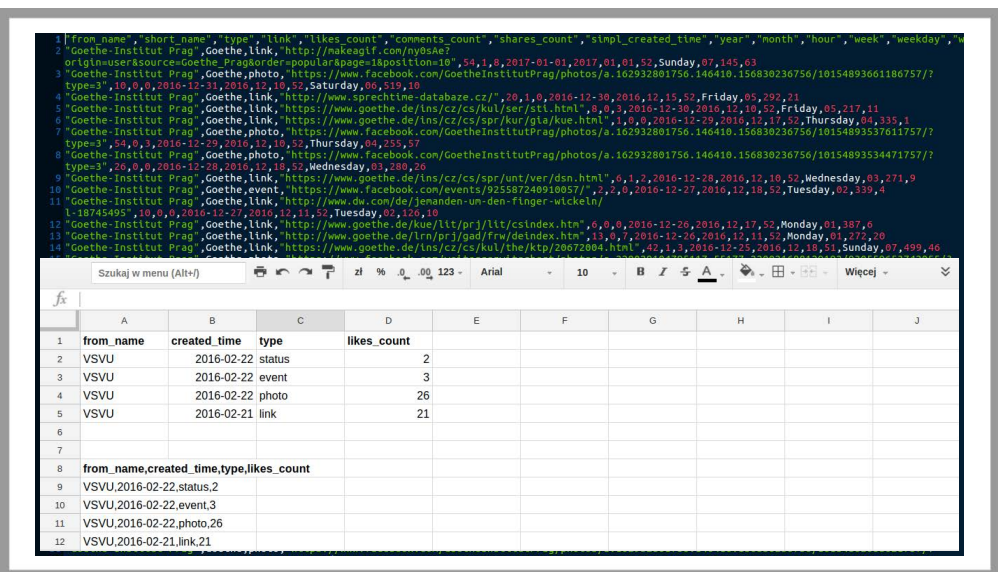 1 "from_name","short_name","type","link","likes_count","comments_count","shares_count","simpl_created_time","year","month","hour","week","weekday","w
2 "Goethe-Institut Prag",Goethe,link,"http://makeagif.com/ny0sAe?
origin=user&source=Goethe_Prag&order=popular&page=1&position=10",54,1,8,2017-01-01,2017,01,01,52,Sunday,07,145,63
3 "Goethe-Institut Prag",Goethe,photo,"https://www.facebook.com/GoetheInstitutPrag/photos/a.162932801756.146410.156830236756/10154893661186757/?
type=3",10,0,0,2016-12-31,2016,12,10,52,Saturday,06,519,10
4 "Goethe-Institut Prag",Goethe,link,"http://www.sprechtime-databaze.cz/",20,1,0,2016-12-30,2016,12,15,52,Friday,05,292,21
5 "Goethe-Institut Prag",Goethe,link,"https://www.goethe.de/ins/cz/cs/kul/ser/stl.html",8,0,3,2016-12-30,2016,12,10,52,Friday,05,217,11
6 "Goethe-Institut Prag",Goethe,link,"https://www.goethe.de/ins/cz/cs/spr/kur/gia/kue.html",1,0,0,2016-12-29,2016,12,17,52,Thursday,04,335,1
7 "Goethe-Institut Prag",Goethe,photo,"https://www.facebook.com/GoetheInstitutPrag/photos/a.162932801756.146410.156830236756/10154893537611757/?
type=3",54,0,3,2016-12-29,2016,12,10,52,Thursday,04,255,57
8 "Goethe-Institut Prag",Goethe,photo,"https://www.facebook.com/GoetheInstitutPrag/photos/a.162932801756.146410.156830236756/10154893534471757/?
type=3",26,0,0,2016-12-28,2016,12,18,52,Wednesday,03,280,26
9 "Goethe-Institut Prag",Goethe,link,"https://www.goethe.de/ins/cz/cs/spr/unt/ver/dsn.html",6,1,2,2016-12-28,2016,12,10,52,Wednesday,03,271,9
10 "Goethe-Institut Prag",Goethe,event,"https://www.facebook.com/events/925587240910057/",2,2,0,2016-12-27,2016,12,18,52,Tuesday,02,339,4
11 "Goethe-Institut Prag",Goethe,link,"http://www.dw.com/de/jemanden-um-den-finger-wickeln/
l-18745495",10,0,0,2016-12-27,2016,12,11,52,Tuesday,02,126,10
12 "Goethe-Institut Prag",Goethe,link,"http://www.goethe.de/kue/lit/prj/lit/csindex.htm",6,0,0,2016-12-26,2016,12,17,52,Monday,01,387,6
13 "Goethe-Institut Prag",Goethe,link,"http://www.goethe.de/lrn/prj/gad/frw/deindex.htm",13,0,7,2016-12-26,2016,12,11,52,Monday,01,272,20
14 "Goethe-Institut Prag",Goethe,link,"https://www.goethe.de/ins/cz/cs/kul/the/ktp/20672004.html",42,1,3,2016-12-25,2016,12,18,51,Sunday,07,499,46
Szukaj w menu (Alt+/) zł % .0 .00 123 Arial 10 B I S A Więcej
fx
A B C D E F G H I J
1 from_name created_time type likes_count
2 VSVU 2016-02-22 status 2
3 VSVU 2016-02-22 event 3
4 VSVU 2016-02-22 photo 26
5 VSVU 2016-02-21 link 21
6
7
8 from_name,created_time,type,likes_count
9 VSVU,2016-02-22,status,2
10 VSVU,2016-02-22,event,3
11 VSVU,2016-02-22,photo,26
12 VSVU,2016-02-21,link,21